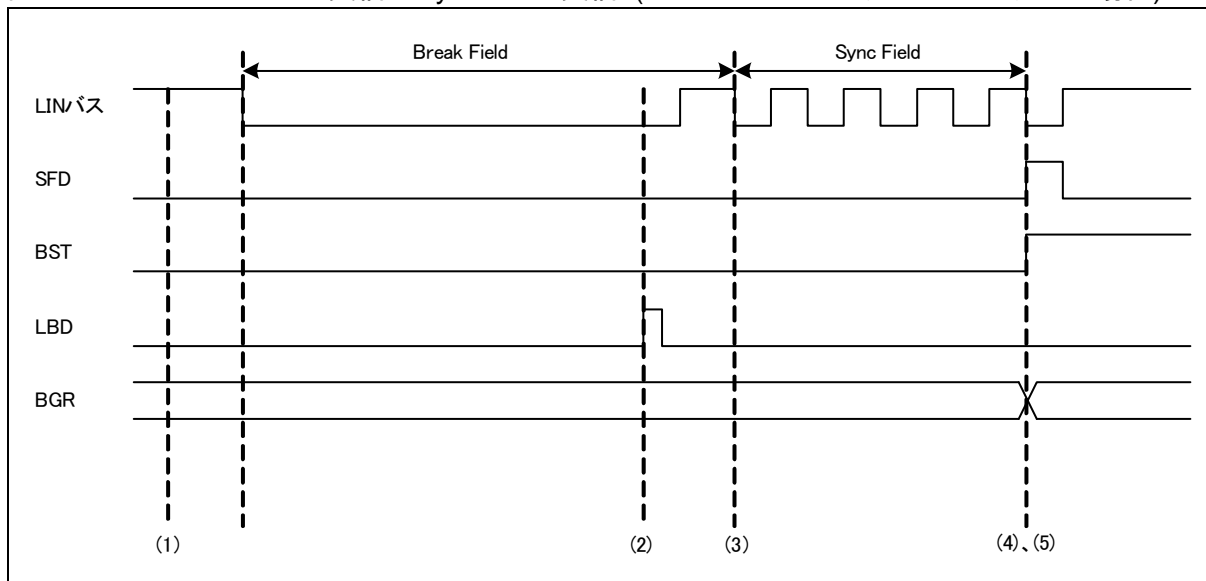 Break Field
Sync Field
LINバス
SFD
BST
LBD
BGR
(1)
(2)
(3)
(4)、(5)